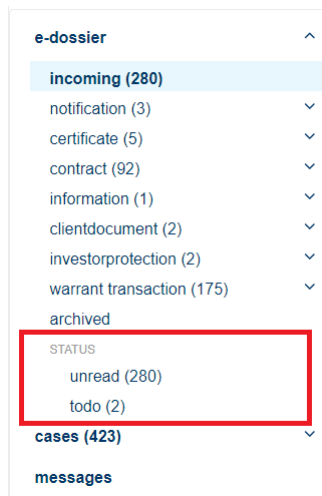 e-dossier
incoming (280)
notification (3)
certificate (5)
contract (92)
information (1)
clientdocument (2)
investorprotection (2)
warrant transaction (175)
archived
STATUS
unread (280)
todo (2)
cases (423)
messages